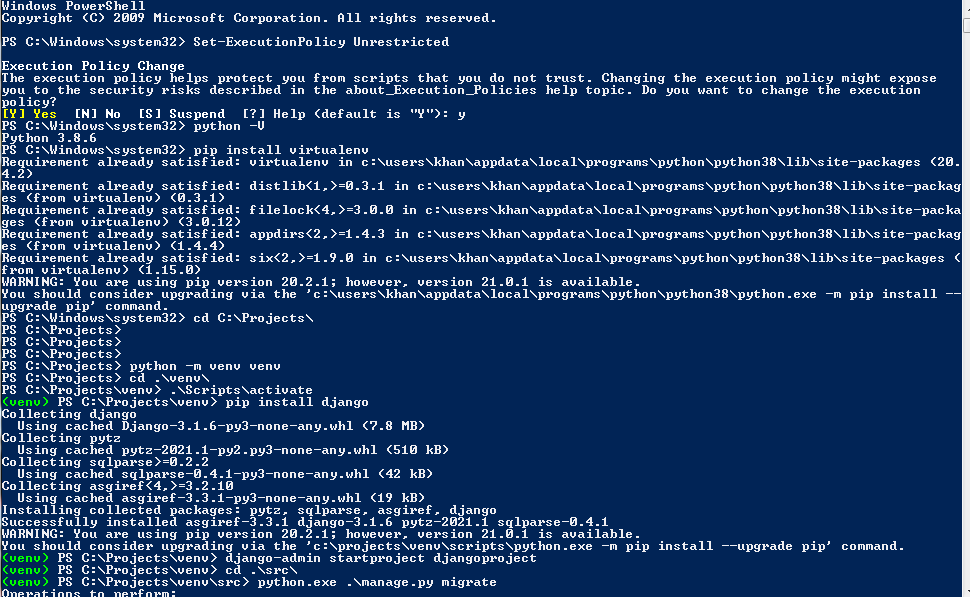 Windows PowerShell
Copyright (C) 2009 Microsoft Corporation. All rights reserved.
PS C:\Windows\system32> Set-ExecutionPolicy Unrestricted
Execution Policy Change
The execution policy helps protect you from scripts that you do not trust. Changing the execution policy might expose
you to the security risks described in the about_Execution_Policies help topic. Do you want to change the execution
policy?
[Y] Yes  [N] No  [S] Suspend  [?] Help (default is "Y"): y
PS C:\Windows\system32> python -V
Python 3.8.6
PS C:\Windows\system32> pip install virtualenv
Requirement already satisfied: virtualenv in c:\users\khan\appdata\local\programs\python\python38\lib\site-packages (20.
4.2)
Requirement already satisfied: distlib<1,>=0.3.1 in c:\users\khan\appdata\local\programs\python\python38\lib\site-packag
es (from virtualenv) (0.3.1)
Requirement already satisfied: filelock<4,>=3.0.0 in c:\users\khan\appdata\local\programs\python\python38\lib\site-packa
ges (from virtualenv) (3.0.12)
Requirement already satisfied: appdirs<2,>=1.4.3 in c:\users\khan\appdata\local\programs\python\python38\lib\site-packag
es (from virtualenv) (1.4.4)
Requirement already satisfied: six<2,>=1.9.0 in c:\users\khan\appdata\local\programs\python\python38\lib\site-packages (
from virtualenv) (1.15.0)
WARNING: You are using pip version 20.2.1; however, version 21.0.1 is available.
You should consider upgrading via the 'c:\users\khan\appdata\local\programs\python\python38\python.exe -m pip install --
upgrade pip' command.
PS C:\Windows\system32> cd C:\Projects\
PS C:\Projects>
PS C:\Projects>
PS C:\Projects>
PS C:\Projects> python -m venv venv
PS C:\Projects> cd .\venv\
PS C:\Projects\venv> .\Scripts\activate
(venv) PS C:\Projects\venv> pip install django
Collecting django
  Using cached Django-3.1.6-py3-none-any.whl (7.8 MB)
Collecting pytz
  Using cached pytz-2021.1-py2.py3-none-any.whl (510 kB)
Collecting sqlparse>=0.2.2
  Using cached sqlparse-0.4.1-py3-none-any.whl (42 kB)
Collecting asgiref<4,>=3.2.10
  Using cached asgiref-3.3.1-py3-none-any.whl (19 kB)
Installing collected packages: pytz, sqlparse, asgiref, django
Successfully installed asgiref-3.3.1 django-3.1.6 pytz-2021.1 sqlparse-0.4.1
WARNING: You are using pip version 20.2.1; however, version 21.0.1 is available.
You should consider upgrading via the 'c:\projects\venv\scripts\python.exe -m pip install --upgrade pip' command.
(venv) PS C:\Projects\venv> django-admin startproject djangoproject
(venv) PS C:\Projects\venv> cd .\src\
(venv) PS C:\Projects\venv\src> python.exe .\manage.py migrate
Operations to perform: